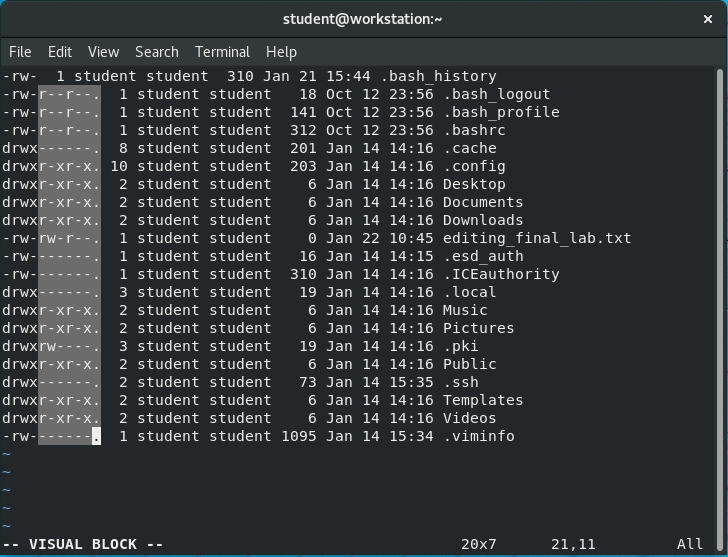 student@workstation:~ ×
File Edit View Search Terminal Help
-rw-  1 student student  310 Jan 21 15:44 .bash_history
-rw-r--r--.  1 student student   18 Oct 12 23:56 .bash_logout
-rw-r--r--.  1 student student  141 Oct 12 23:56 .bash_profile
-rw-r--r--.  1 student student  312 Oct 12 23:56 .bashrc
drwx------.  8 student student  201 Jan 14 14:16 .cache
drwxr-xr-x. 10 student student  203 Jan 14 14:16 .config
drwxr-xr-x.  2 student student    6 Jan 14 14:16 Desktop
drwxr-xr-x.  2 student student    6 Jan 14 14:16 Documents
drwxr-xr-x.  2 student student    6 Jan 14 14:16 Downloads
-rw-rw-r--.  1 student student    0 Jan 22 10:45 editing_final_lab.txt
-rw-------.  1 student student   16 Jan 14 14:15 .esd_auth
-rw-------.  1 student student  310 Jan 14 14:16 .ICEauthority
drwx------.  3 student student   19 Jan 14 14:16 .local
drwxr-xr-x.  2 student student    6 Jan 14 14:16 Music
drwxr-xr-x.  2 student student    6 Jan 14 14:16 Pictures
drwxrw----.  3 student student   19 Jan 14 14:16 .pki
drwxr-xr-x.  2 student student    6 Jan 14 14:16 Public
drwx------.  2 student student   73 Jan 14 15:35 .ssh
drwxr-xr-x.  2 student student    6 Jan 14 14:16 Templates
drwxr-xr-x.  2 student student    6 Jan 14 14:16 Videos
-rw-------.  1 student student 1095 Jan 14 15:34 .viminfo
~
~
~
~
~
-- VISUAL BLOCK --                                 20x7      21,11         All